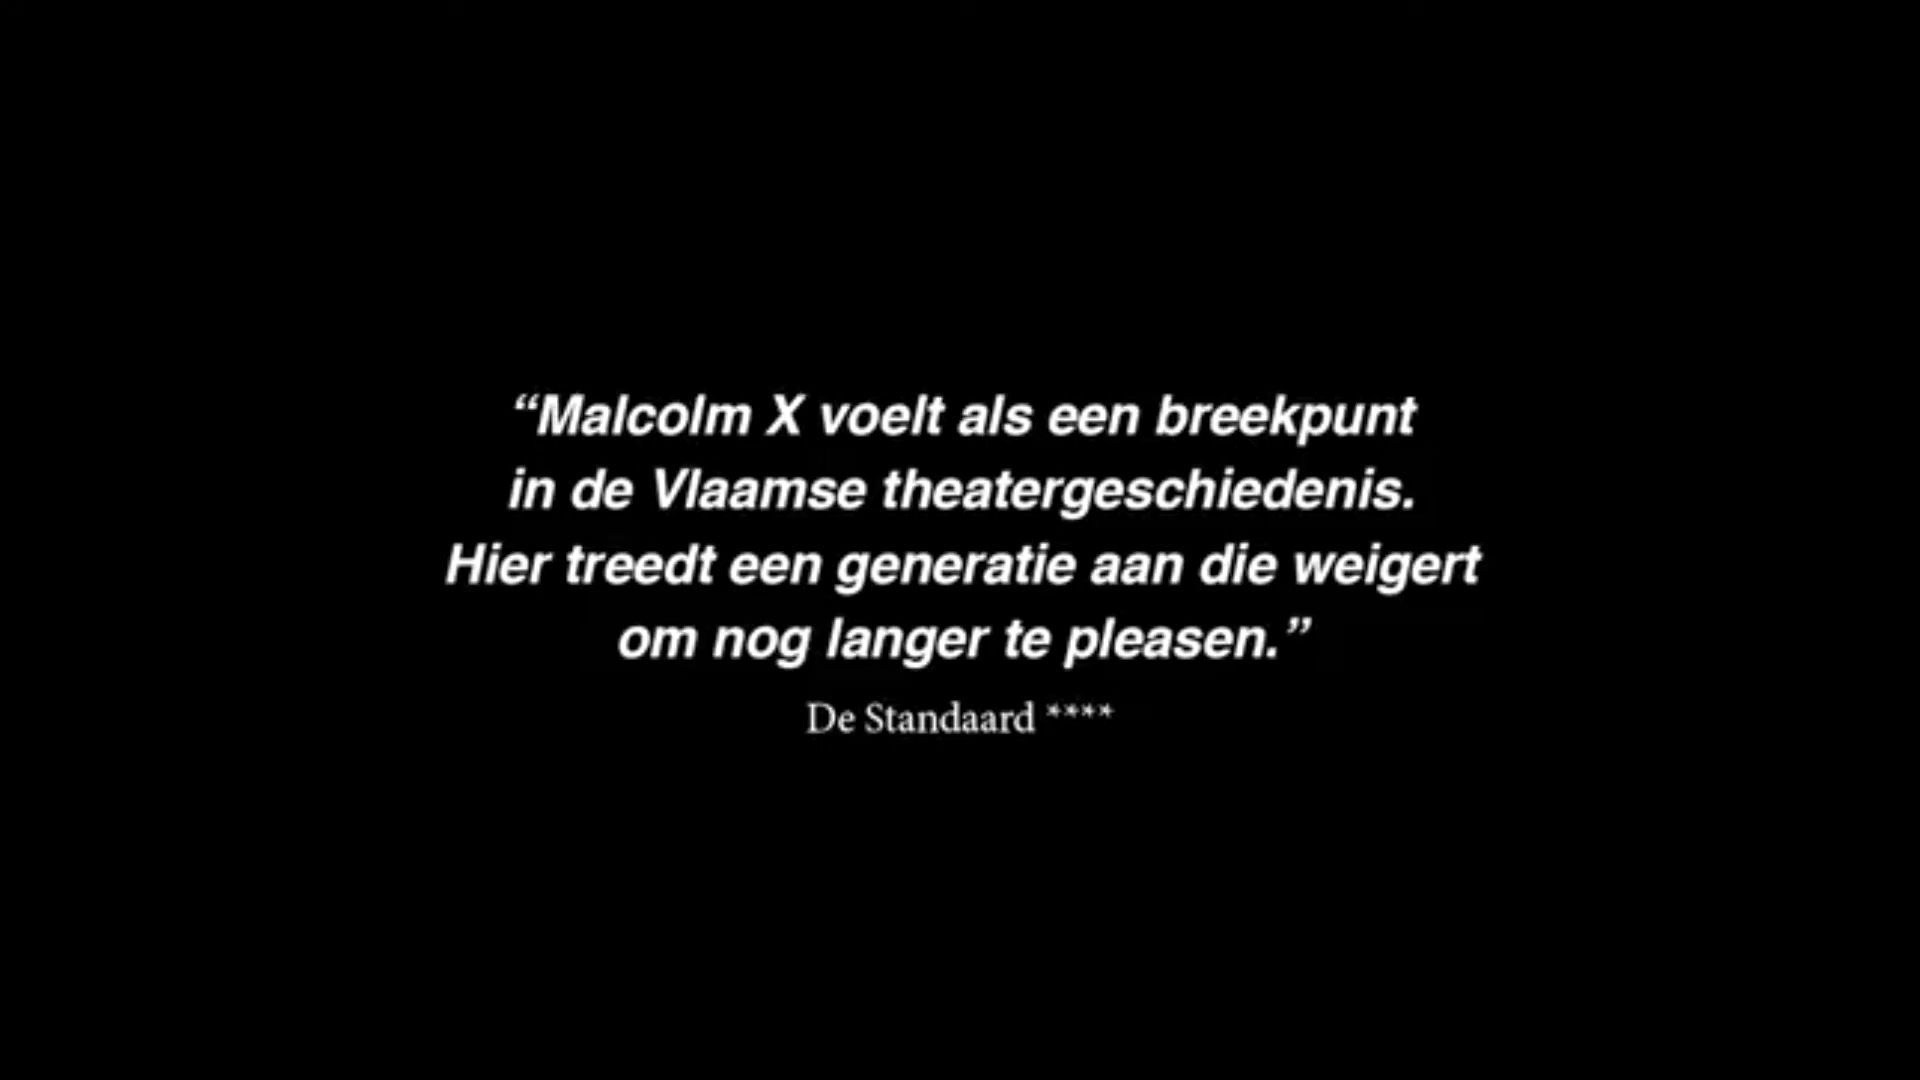 “Malcolm X voelt als een breekpunt
in de Vlaamse theatergeschiedenis.
Hier treedt een generatie aan die weigert
om nog langer te pleasen.”
De Standaard ****